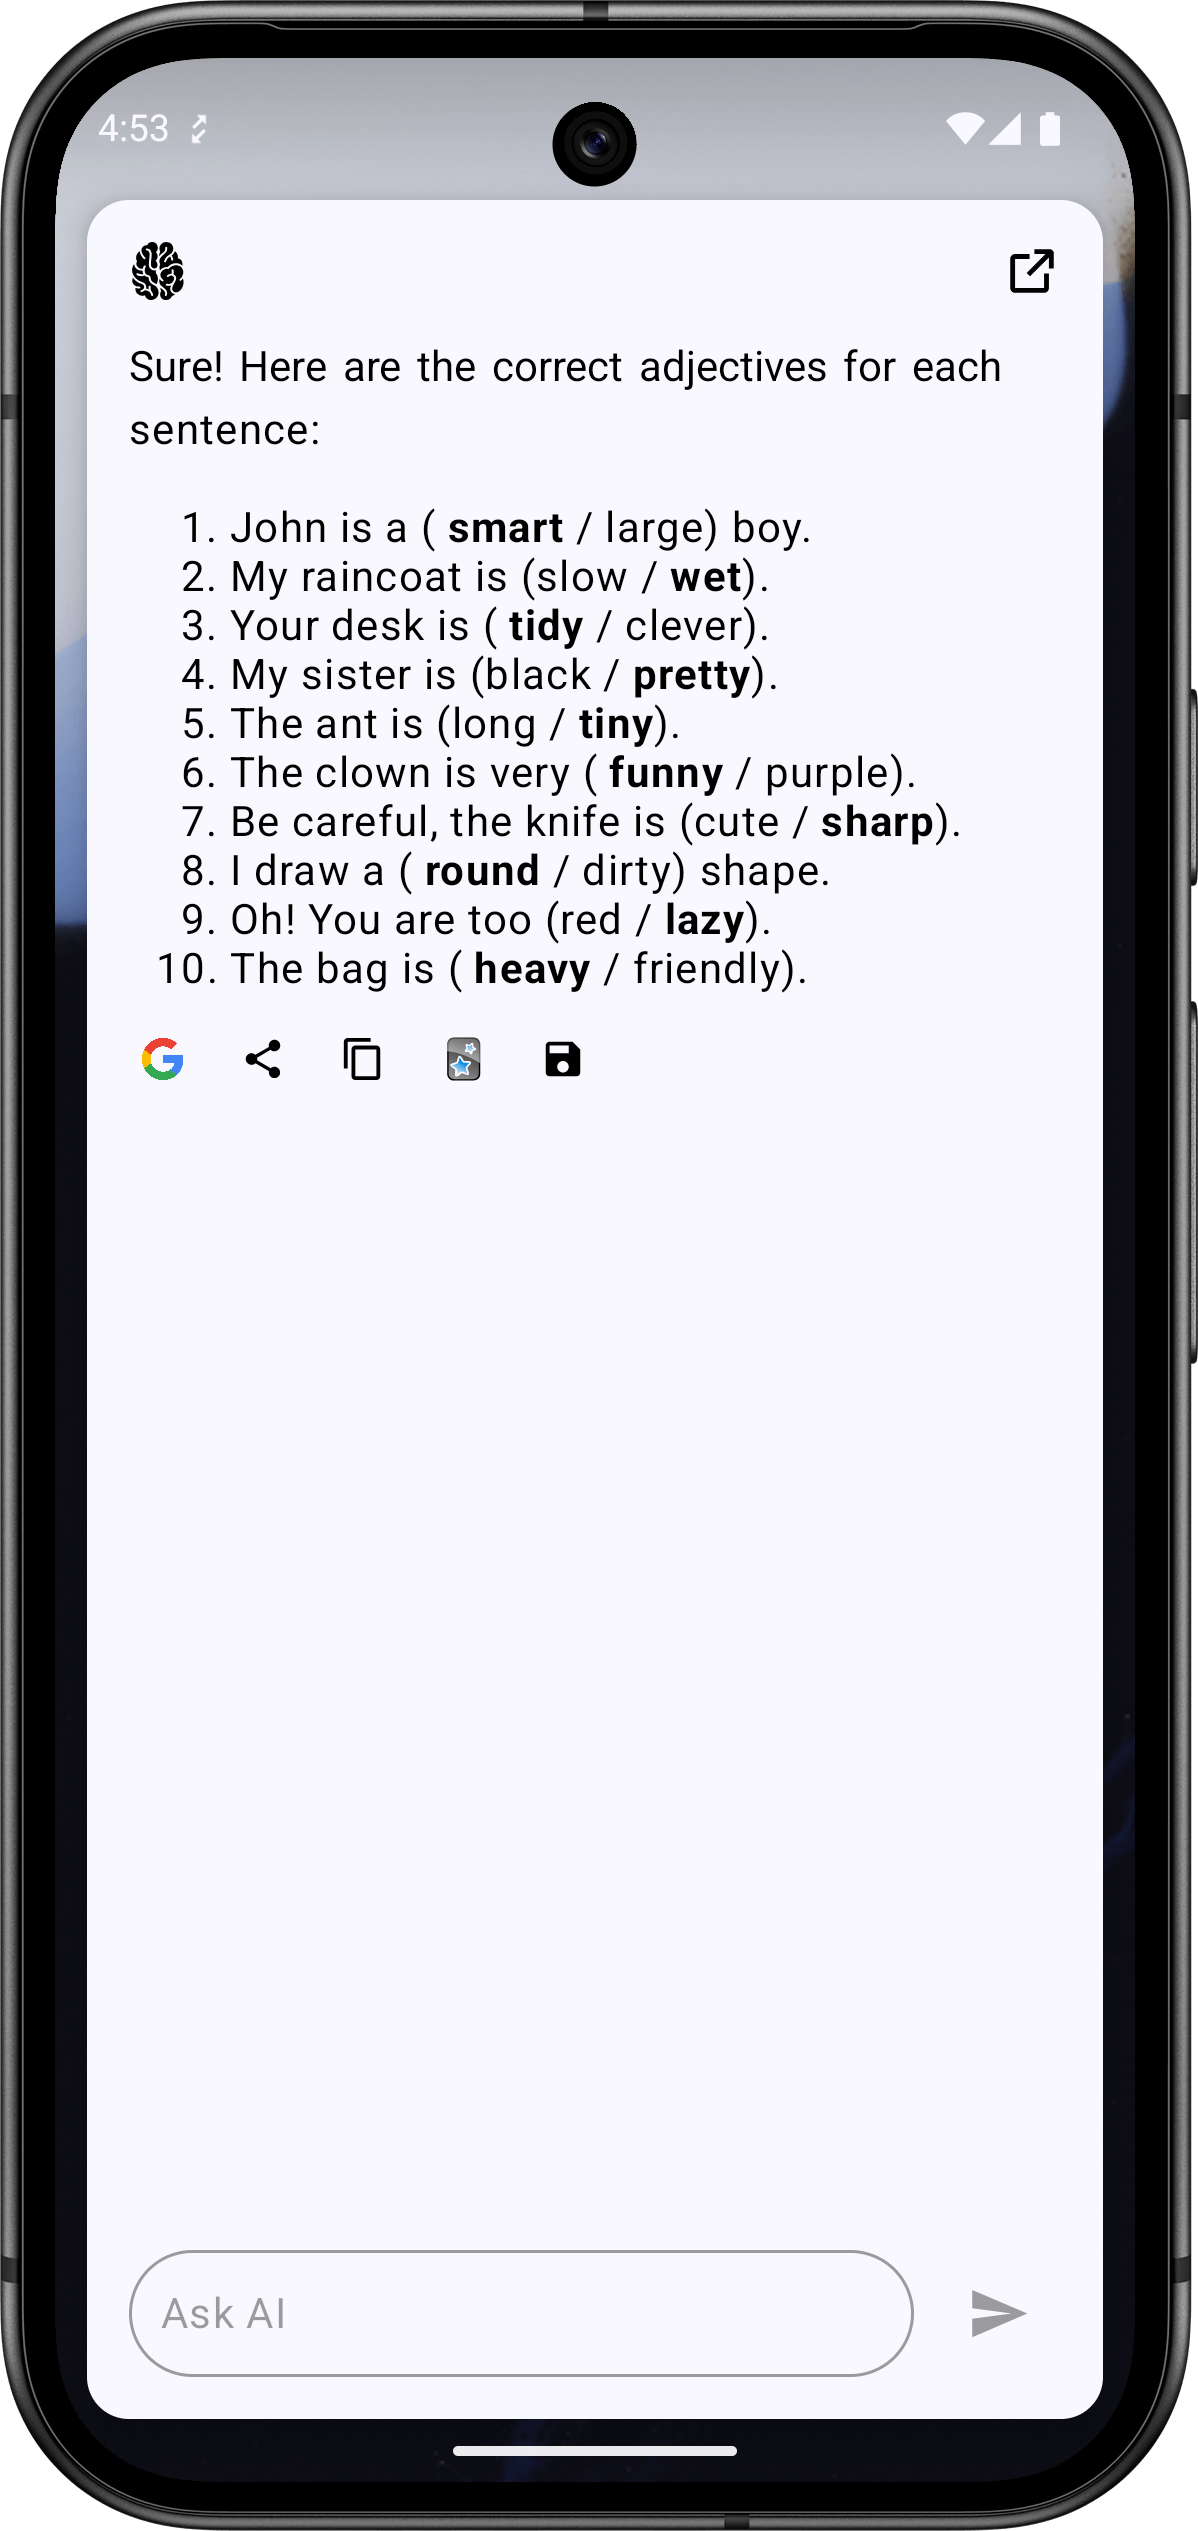 4:53
Sure! Here are the correct adjectives for each
sentence:
1. John is a ( smart / large) boy.
2. My raincoat is (slow / wet).
3. Your desk is ( tidy / clever).
4. My sister is (black / pretty).
5. The ant is (long / tiny).
6. The clown is very ( funny / purple).
7. Be careful, the knife is (cute / sharp).
8. I draw a ( round / dirty) shape.
9. Oh! You are too (red / lazy).
10. The bag is ( heavy / friendly).
Ask AI